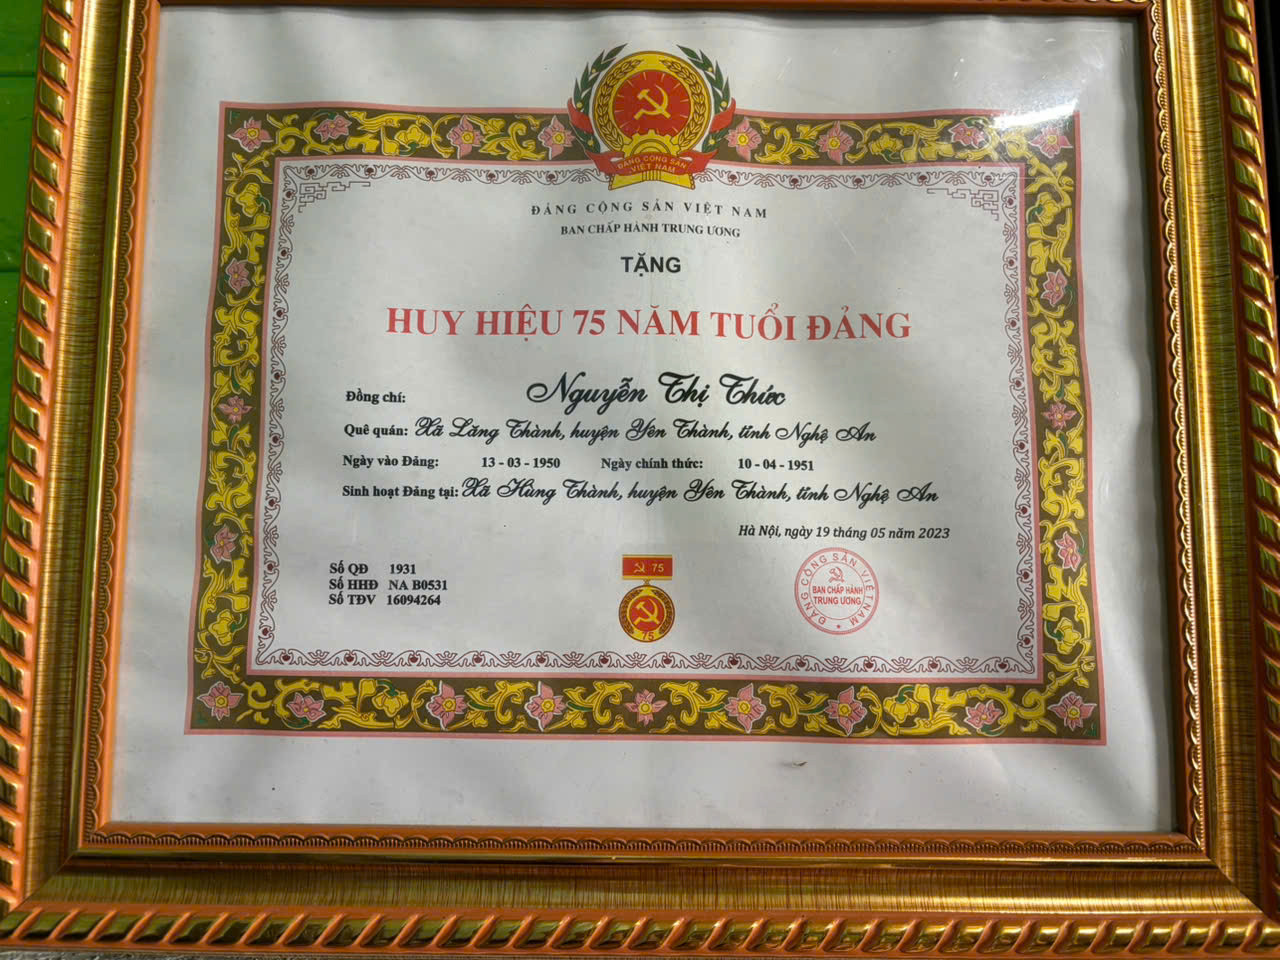 ĐẢNG CỘNG SẢN
VIỆT NAM
ĐẢNG CỘNG SẢN VIỆT NAM
BAN CHẤP HÀNH TRUNG ƯƠNG
TẶNG
HUY HIỆU 75 NĂM TUỔI ĐẢNG
Đồng chí: Nguyễn Thị Thức
Quê quán: Xã Lăng Thành, huyện Yên Thành, tỉnh Nghệ An
Ngày vào Đảng: 13 - 03 - 1950 Ngày chính thức: 10 - 04 - 1951
Sinh hoạt Đảng tại: Xã Hùng Thành, huyện Yên Thành, tỉnh Nghệ An
Hà Nội, ngày 19 tháng 05 năm 2023
Số QĐ 1931
Số HHĐ NA B0531
Số TĐV 16094264
75
75
ĐẢNG CỘNG SẢN VIỆT NAM
BAN CHẤP HÀNH
TRUNG ƯƠNG